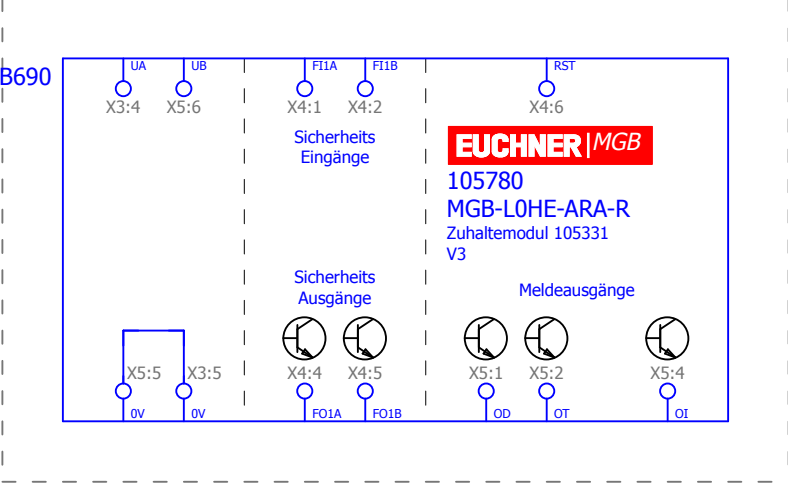 B690
UA UB FI1A FI1B RST
X3:4 X5:6 X4:1 X4:2 X4:6
Sicherheits
Eingänge
EUCHNER|MGB
105780
MGB-L0HE-ARA-R
Zuhaltemodul 105331
V3
Sicherheits
Ausgänge
Meldeausgänge
X5:5 X3:5 X4:4 X4:5 X5:1 X5:2 X5:4
0V 0V FO1A FO1B OD OT OI